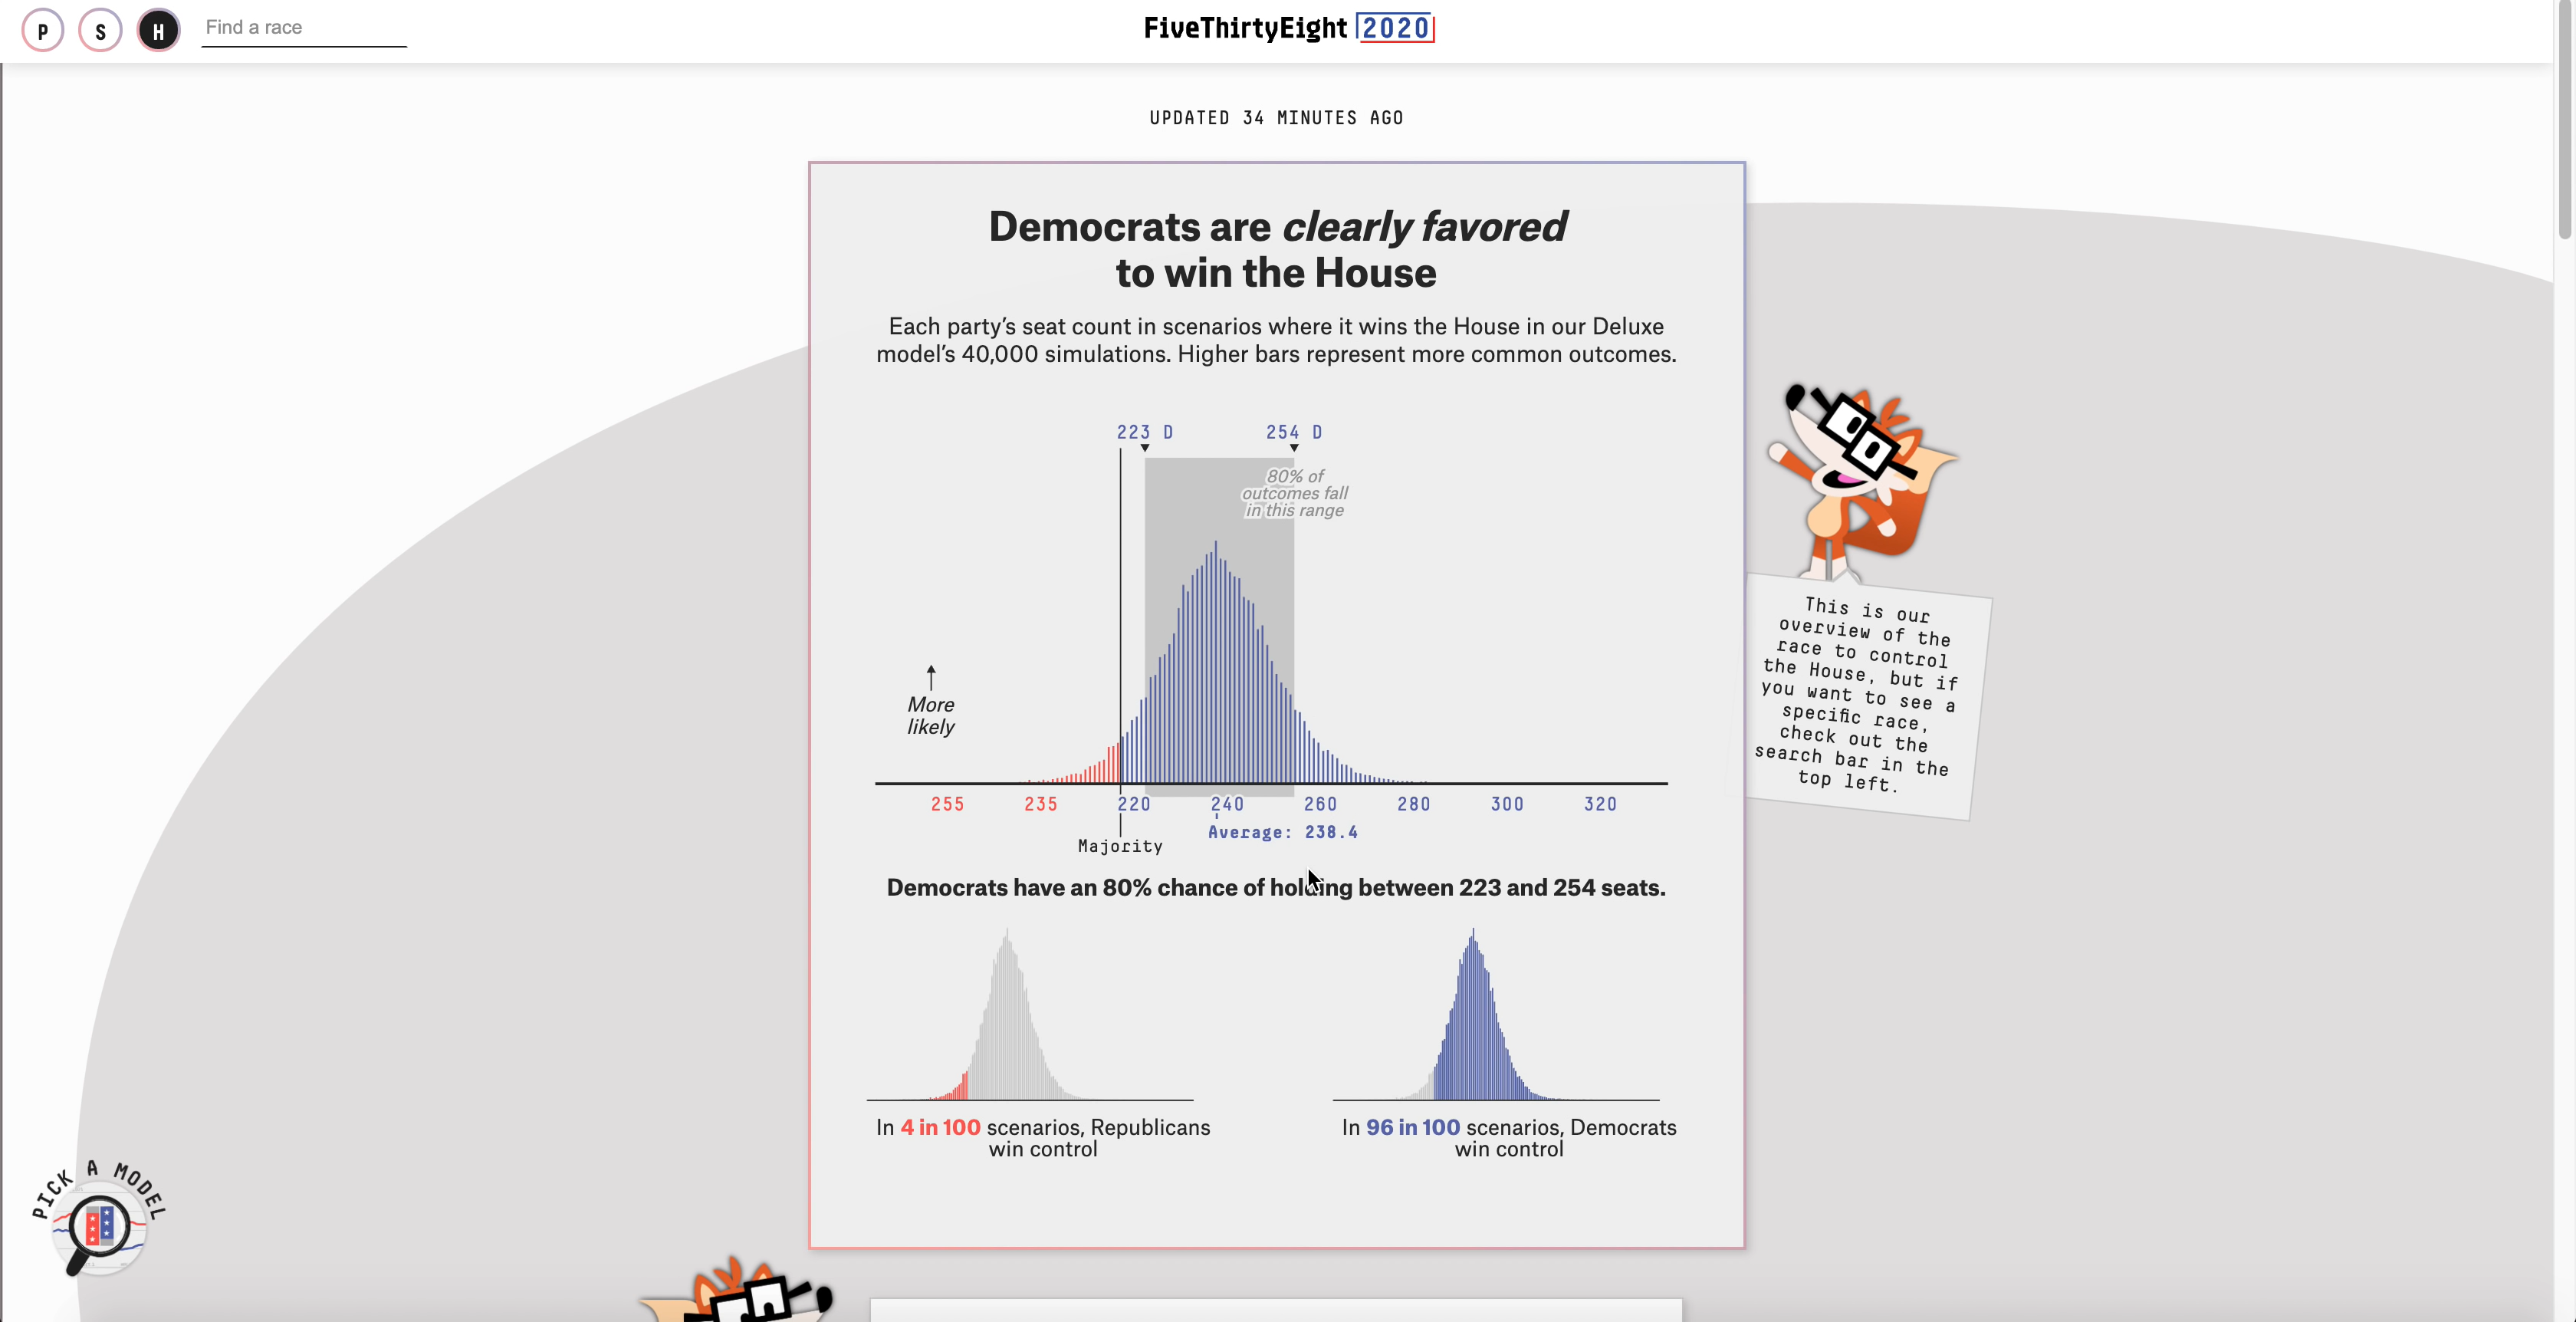 P S H Find a race
FiveThirtyEight 2020
UPDATED 34 MINUTES AGO
Democrats are clearly favored
to win the House
Each party's seat count in scenarios where it wins the House in our Deluxe
model's 40,000 simulations. Higher bars represent more common outcomes.
223 D 254 D
80% of
outcomes fall
in this range
More
likely
255 235 220 240 260 280 300 320
Average: 238.4
Majority
Democrats have an 80% chance of holding between 223 and 254 seats.
In 4 in 100 scenarios, Republicans
win control
In 96 in 100 scenarios, Democrats
win control
This is our
overview of the
race to control
the House, but if
you want to see a
specific race,
check out the
search bar in the
top left.
PICK A MODEL